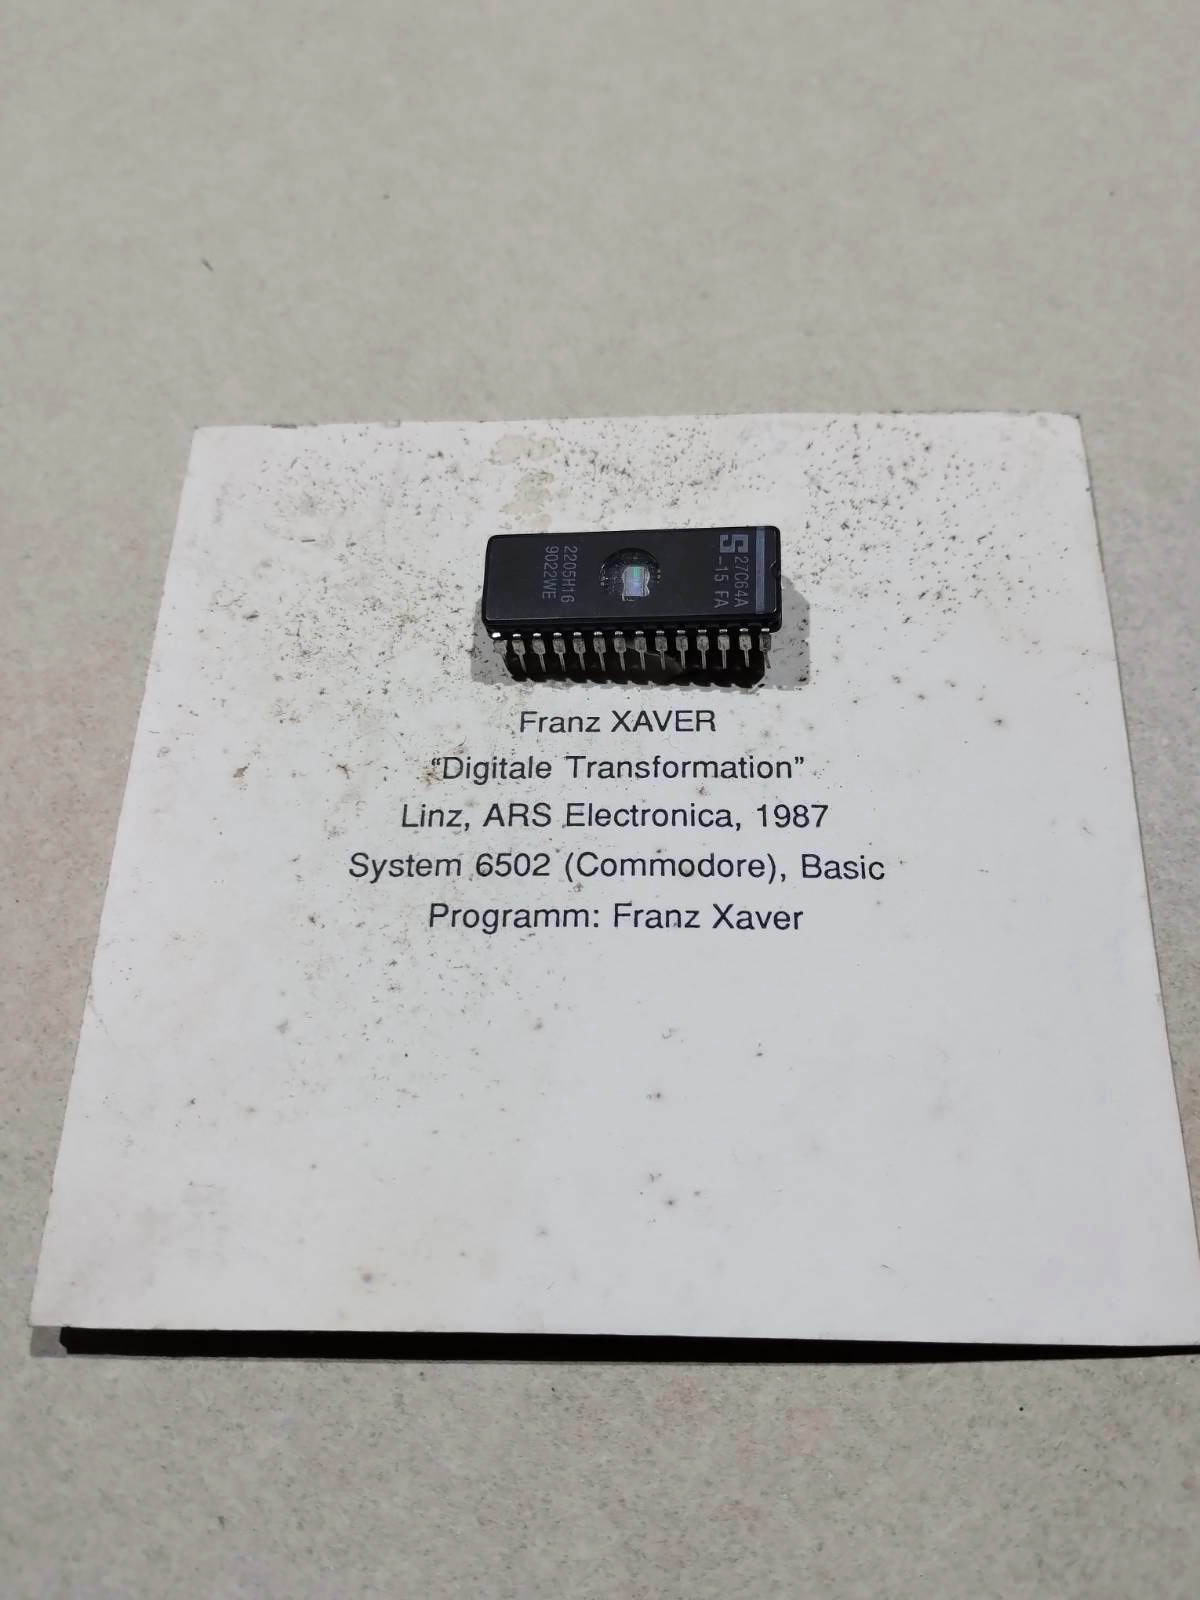 S 27C64A
-15 FA
2205H16
9022WE
Franz XAVER
“Digitale Transformation”
Linz, ARS Electronica, 1987
System 6502 (Commodore), Basic
Programm: Franz Xaver